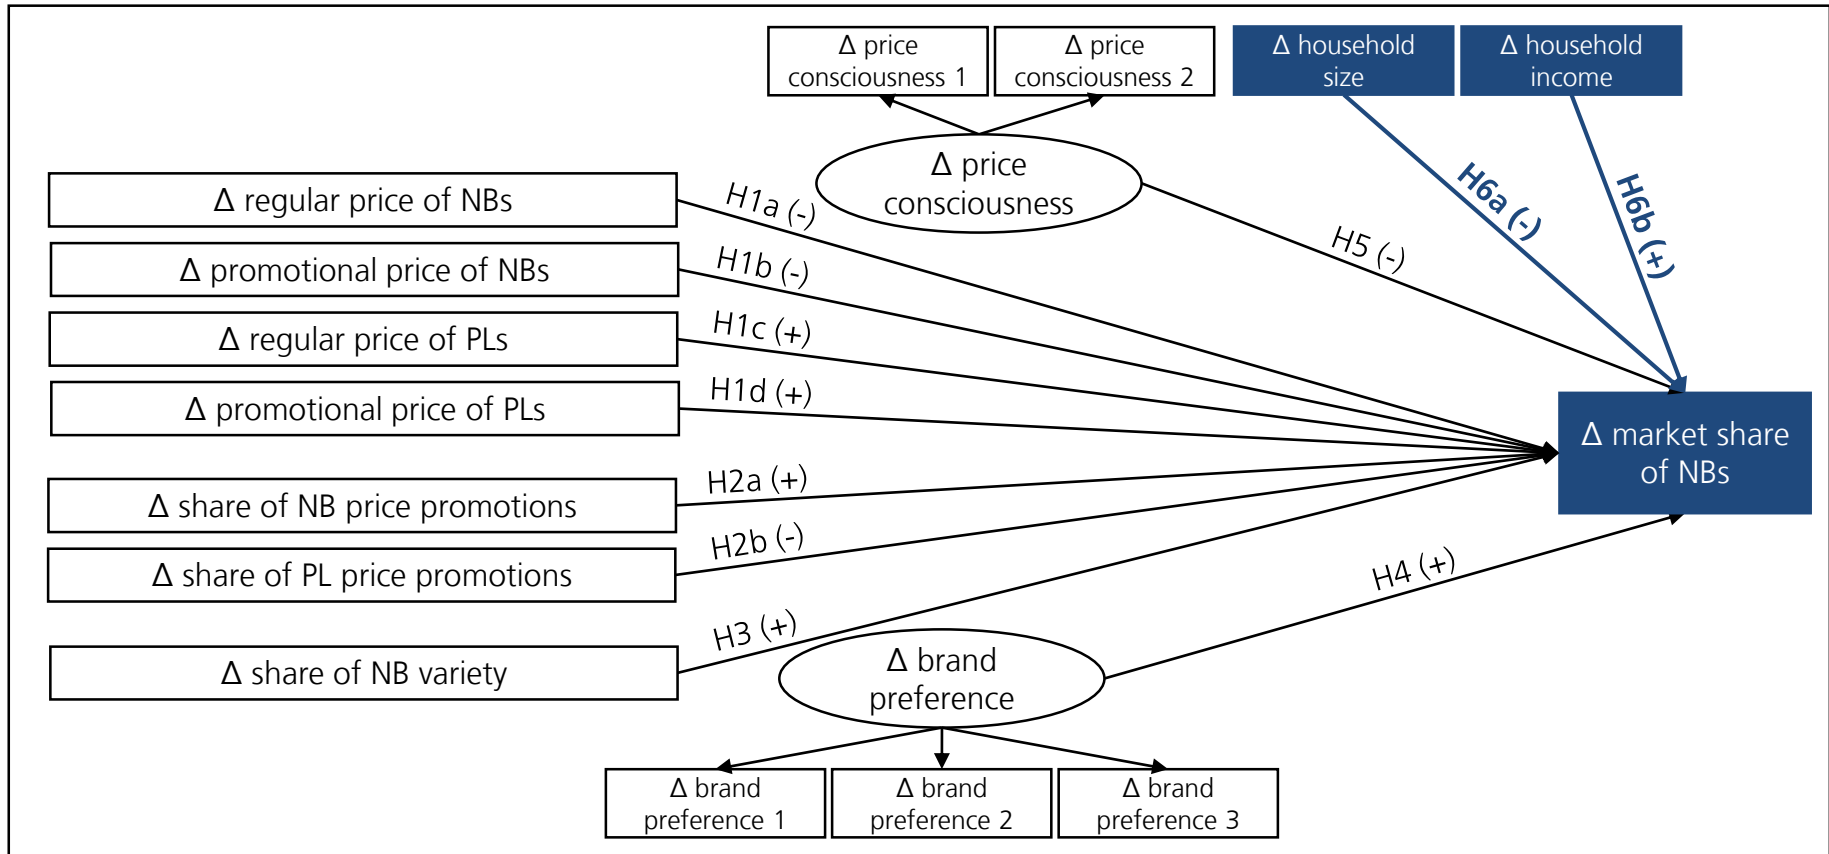 Δ price
consciousness 1
Δ price
consciousness 2
Δ household
size
Δ household
income
Δ price
consciousness
Δ regular price of NBs
H1a (-)
Δ promotional price of NBs
H1b (-)
Δ regular price of PLs
H1c (+)
Δ promotional price of PLs
H1d (+)
Δ share of NB price promotions
H2a (+)
Δ share of PL price promotions
H2b (-)
Δ share of NB variety
H3 (+)
H5 (-)
H6a (-)
H6b (+)
Δ market share
of NBs
H4 (+)
Δ brand
preference
Δ brand
preference 1
Δ brand
preference 2
Δ brand
preference 3